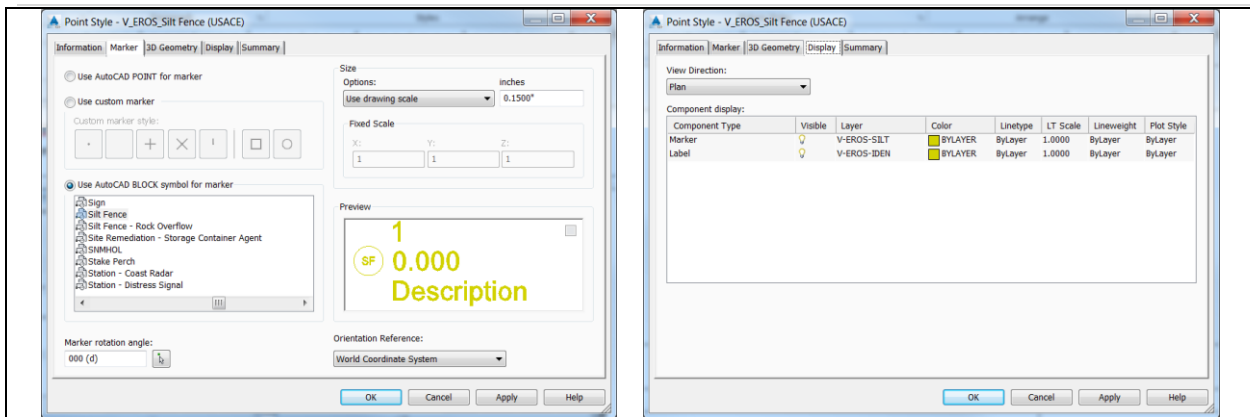 Point Style - V_EROS_Silt Fence (USACE)
Information Marker 3D Geometry Display Summary
Use AutoCAD POINT for marker
Use custom marker
Custom marker style:
Use AutoCAD BLOCK symbol for marker
Sign
Silt Fence
Silt Fence - Rock Overflow
Site Remediation - Storage Container Agent
SNMHOL
Stake Perch
Station - Coast Radar
Station - Distress Signal
Marker rotation angle:
000 (d)
Size
Options: inches
Use drawing scale 0.1500"
Fixed Scale
X: Y: Z:
1 1 1
Preview
1
SF 0.000
Description
Orientation Reference:
World Coordinate System
OK Cancel Apply Help
Point Style - V_EROS_Silt Fence (USACE)
Information Marker 3D Geometry Display Summary
View Direction:
Plan
Component display:
Component Type Visible Layer Color Linetype LT Scale Lineweight Plot Style
Marker V-EROS-SILT BYLAYER ByLayer 1.0000 ByLayer ByLayer
Label V-EROS-IDEN BYLAYER ByLayer 1.0000 ByLayer ByLayer
OK Cancel Apply Help